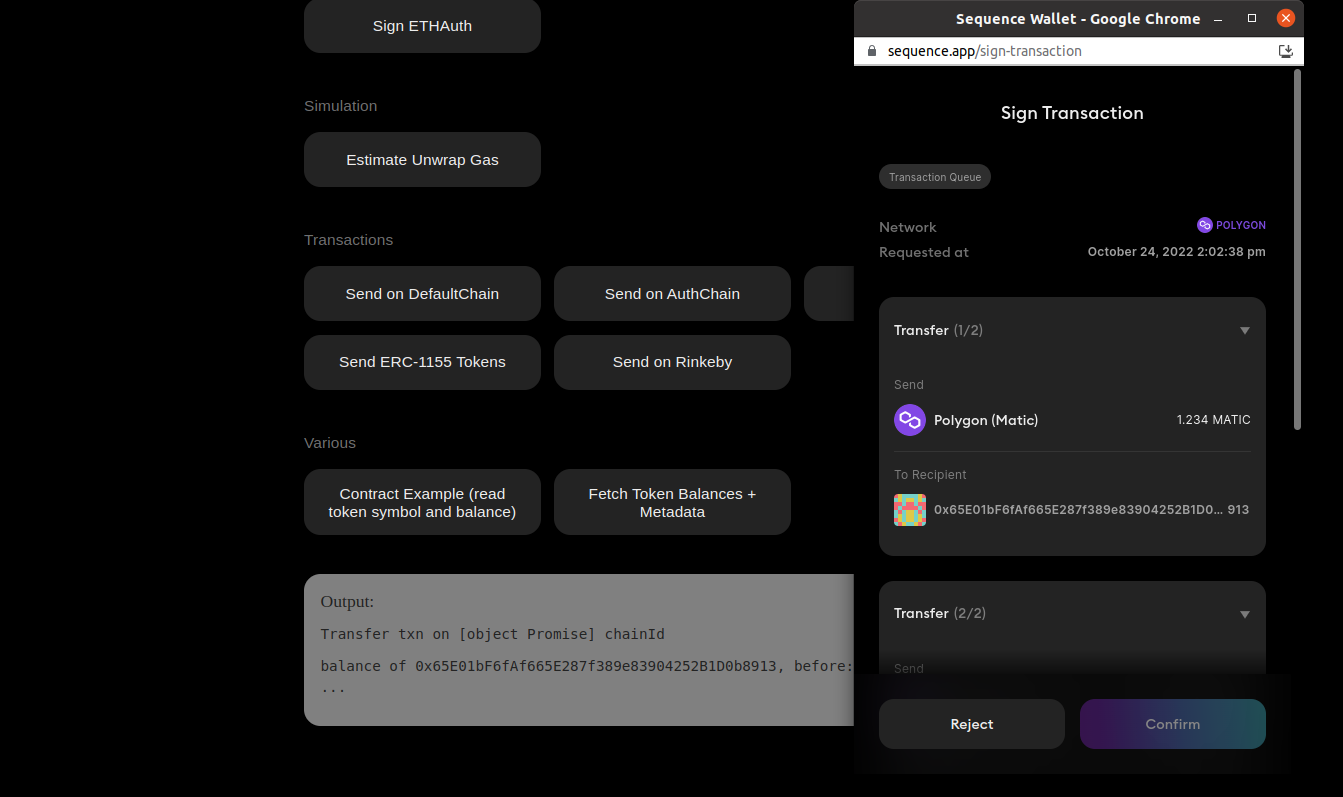 Sign ETHAuth
Simulation
Estimate Unwrap Gas
Transactions
Send on DefaultChain
Send on AuthChain
Send ERC-1155 Tokens
Send on Rinkeby
Various
Contract Example (read
token symbol and balance)
Fetch Token Balances +
Metadata
Output:
Transfer txn on [object Promise] chainId
balance of 0x65E01bF6fAf665E287f389e83904252B1D0b8913, before:
...
Sequence Wallet - Google Chrome
sequence.app/sign-transaction
Sign Transaction
Transaction Queue
Network
POLYGON
Requested at
October 24, 2022 2:02:38 pm
Transfer (1/2)
Send
Polygon (Matic)
1.234 MATIC
To Recipient
0x65E01bF6fAf665E287f389e83904252B1D0... 913
Transfer (2/2)
Send
Reject
Confirm